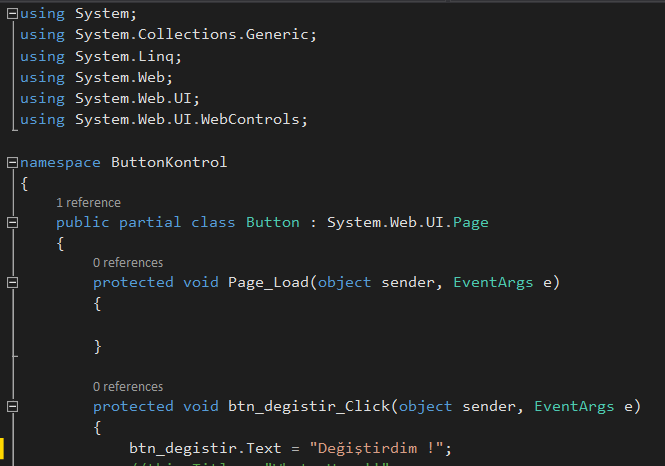 using System;
using System.Collections.Generic;
using System.Linq;
using System.Web;
using System.Web.UI;
using System.Web.UI.WebControls;
namespace ButtonKontrol
{
1 reference
public partial class Button : System.Web.UI.Page
{
0 references
protected void Page_Load(object sender, EventArgs e)
{
}
0 references
protected void btn_degistir_Click(object sender, EventArgs e)
{
btn_degistir.Text = "Değiştirdim !";